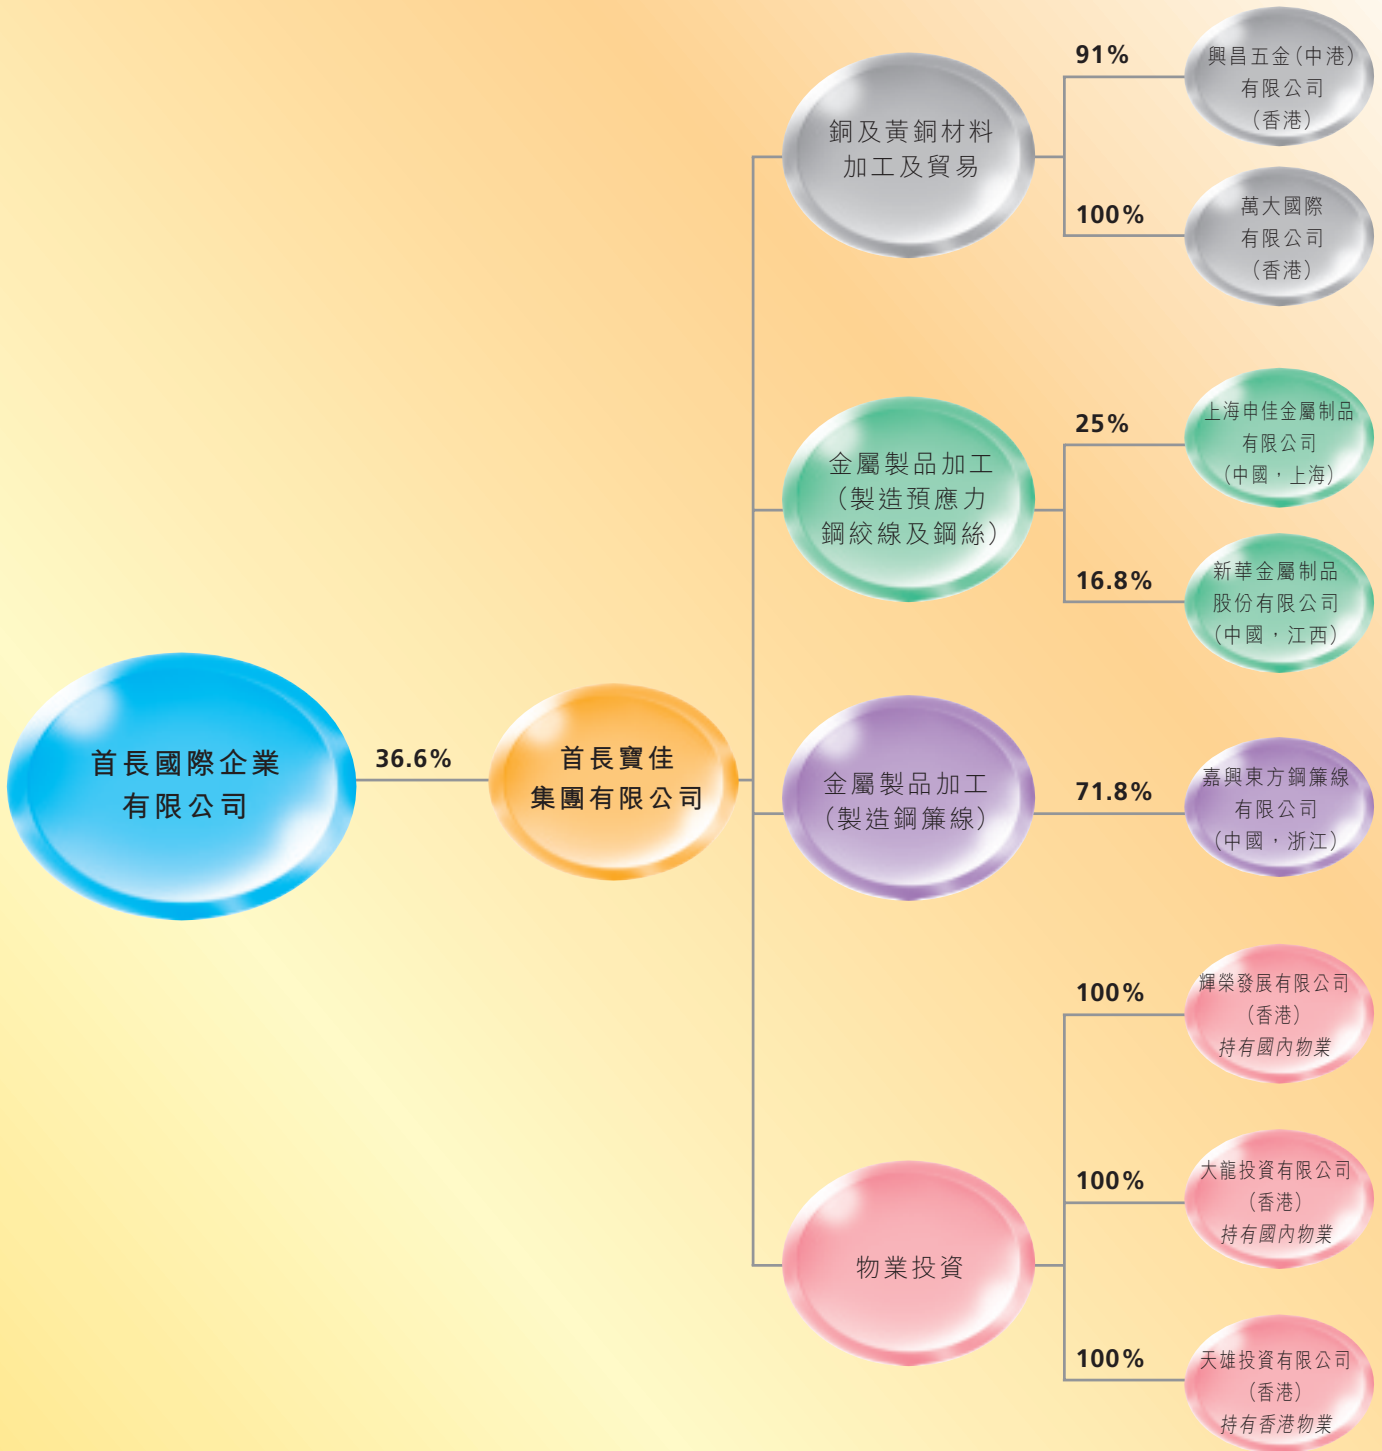 首長國際企業
有限公司
36.6%
首長寶佳
集團有限公司
銅及黃銅材料
加工及貿易
91%
興昌五金(中港)
有限公司
(香港)
100%
萬大國際
有限公司
(香港)
金屬製品加工
(製造預應力
鋼絞線及鋼絲)
25%
上海申佳金屬制品
有限公司
(中國，上海)
16.8%
新華金屬制品
股份有限公司
(中國，江西)
金屬製品加工
(製造鋼簾線)
71.8%
嘉興東方鋼簾線
有限公司
(中國，浙江)
物業投資
100%
輝榮發展有限公司
(香港)
持有國內物業
100%
大龍投資有限公司
(香港)
持有國內物業
100%
天雄投資有限公司
(香港)
持有香港物業